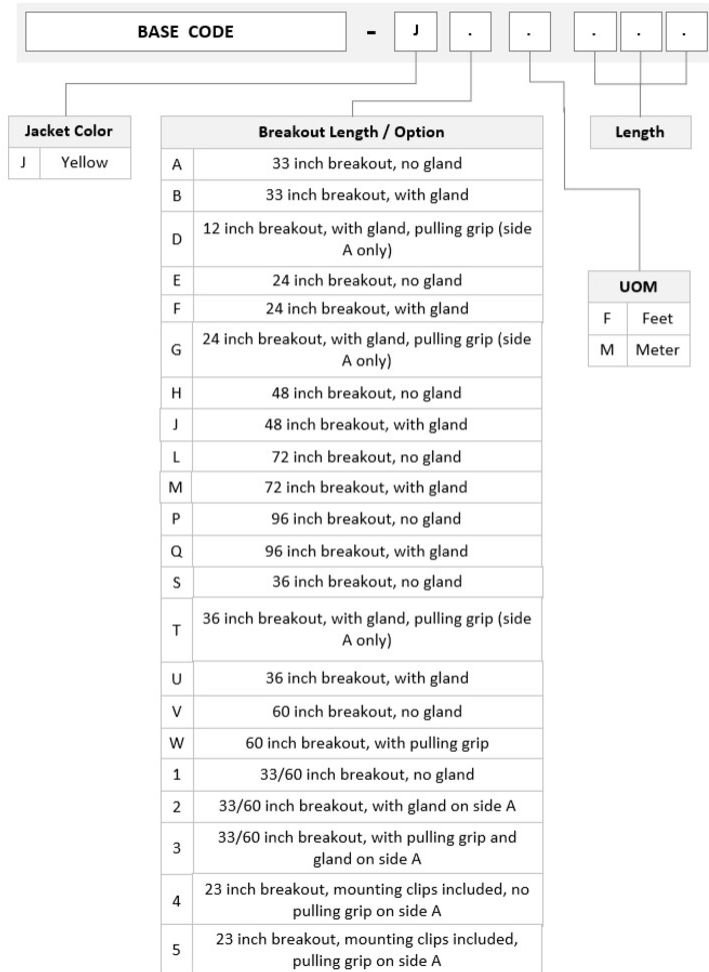 BASE CODE - J . . . . .
Jacket Color
J Yellow
Breakout Length / Option
A 33 inch breakout, no gland
B 33 inch breakout, with gland
D 12 inch breakout, with gland, pulling grip (side
A only)
E 24 inch breakout, no gland
F 24 inch breakout, with gland
G 24 inch breakout, with gland, pulling grip (side
A only)
H 48 inch breakout, no gland
J 48 inch breakout, with gland
L 72 inch breakout, no gland
M 72 inch breakout, with gland
P 96 inch breakout, no gland
Q 96 inch breakout, with gland
S 36 inch breakout, no gland
T 36 inch breakout, with gland, pulling grip (side
A only)
U 36 inch breakout, with gland
V 60 inch breakout, no gland
W 60 inch breakout, with pulling grip
1 33/60 inch breakout, no gland
2 33/60 inch breakout, with gland on side A
3 33/60 inch breakout, with pulling grip and
gland on side A
4 23 inch breakout, mounting clips included, no
pulling grip on side A
5 23 inch breakout, mounting clips included,
pulling grip on side A
Length
UOM
F Feet
M Meter